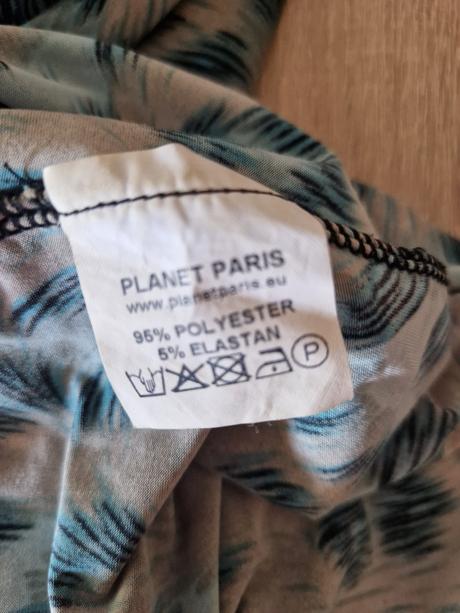 PLANET PARIS
www.planetparis.eu
95% POLYESTER
5% ELASTAN
P